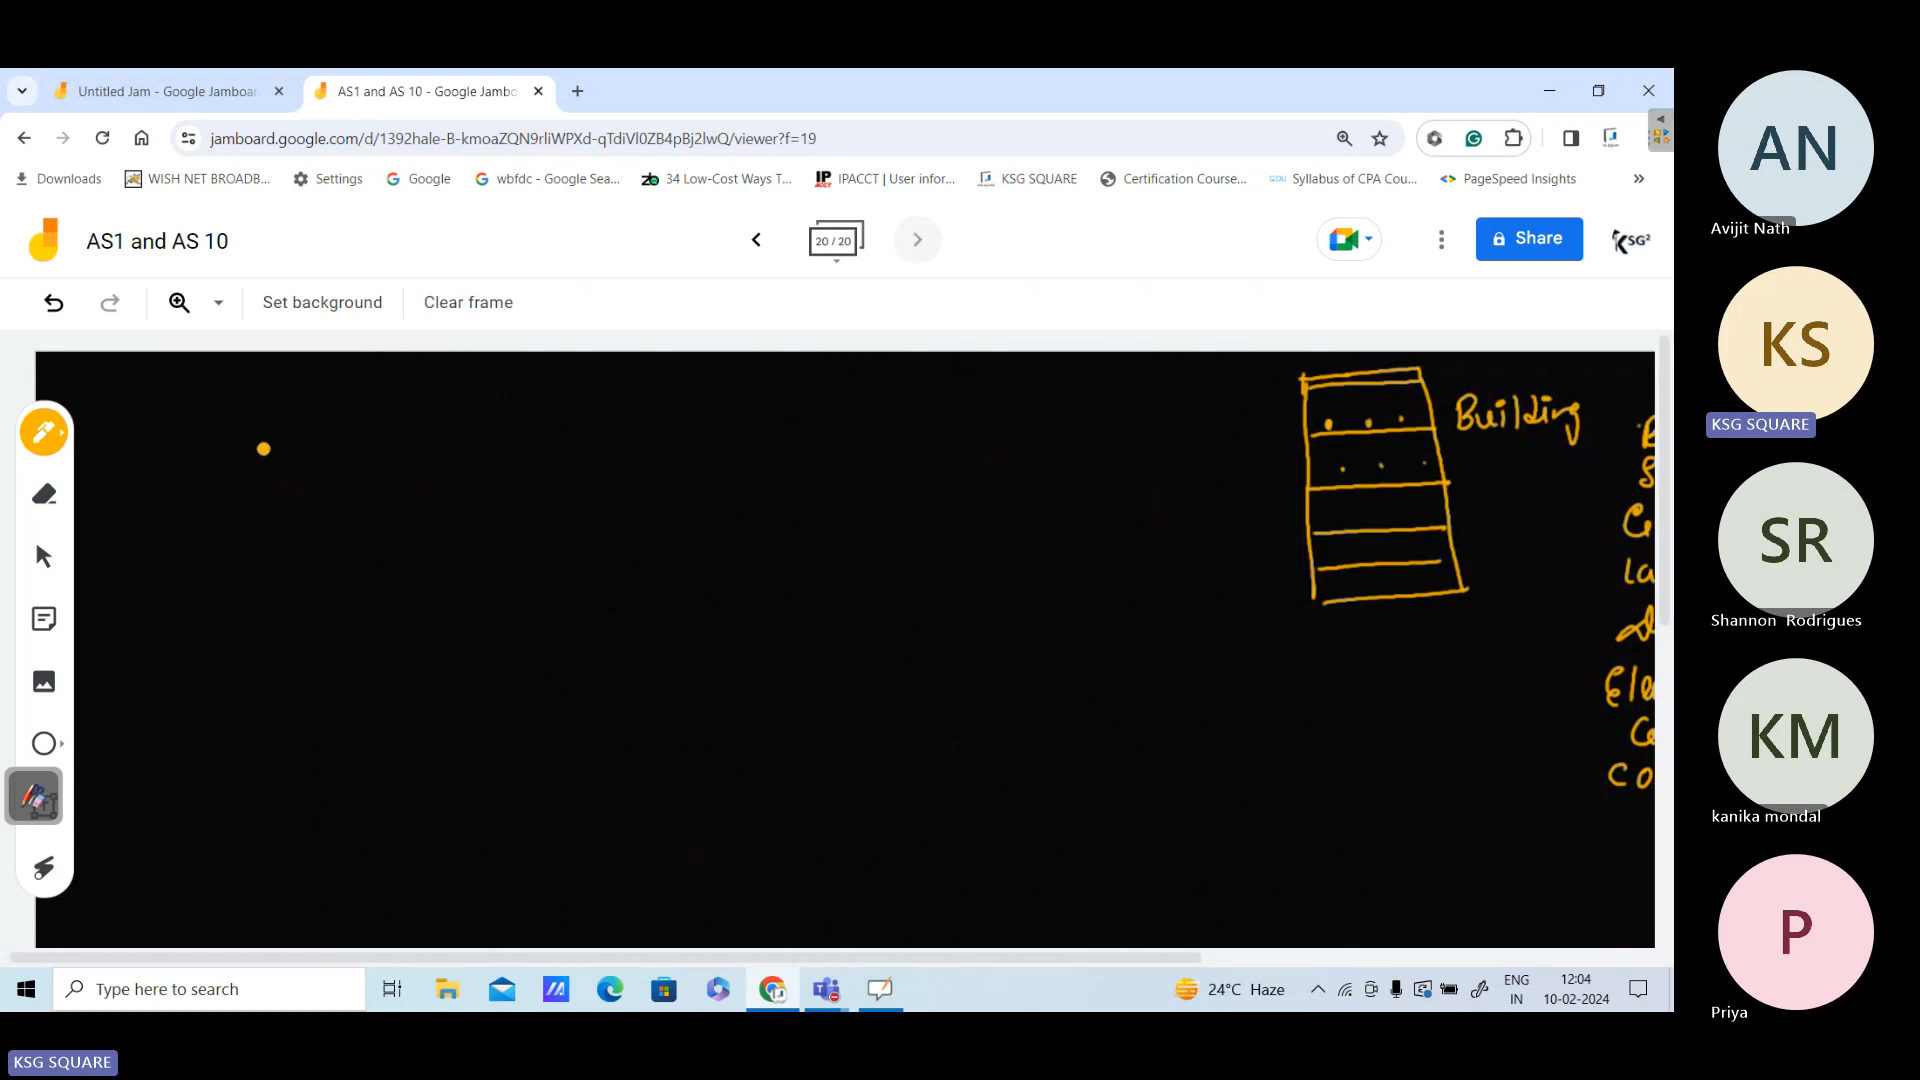 Untitled Jam - Google Jamboar
AS1 and AS 10 - Google Jambo
jamboard.google.com/d/1392hale-B-kmoaZQN9rliWPXd-qTdiVl0ZB4pBj2lwQ/viewer?f=19
Downloads
WISH NET BROADB...
Settings
Google
wbfdc - Google Sea...
34 Low-Cost Ways T...
IPACCT | User infor...
KSG SQUARE
Certification Course...
Syllabus of CPA Cou...
PageSpeed Insights
AS1 and AS 10
20 / 20
Share
KSG²
Set background
Clear frame
Building
Type here to search
24°C Haze
ENG
IN
12:04
10-02-2024
AN
Avijit Nath
KS
KSG SQUARE
SR
Shannon Rodrigues
KM
kanika mondal
P
Priya
KSG SQUARE